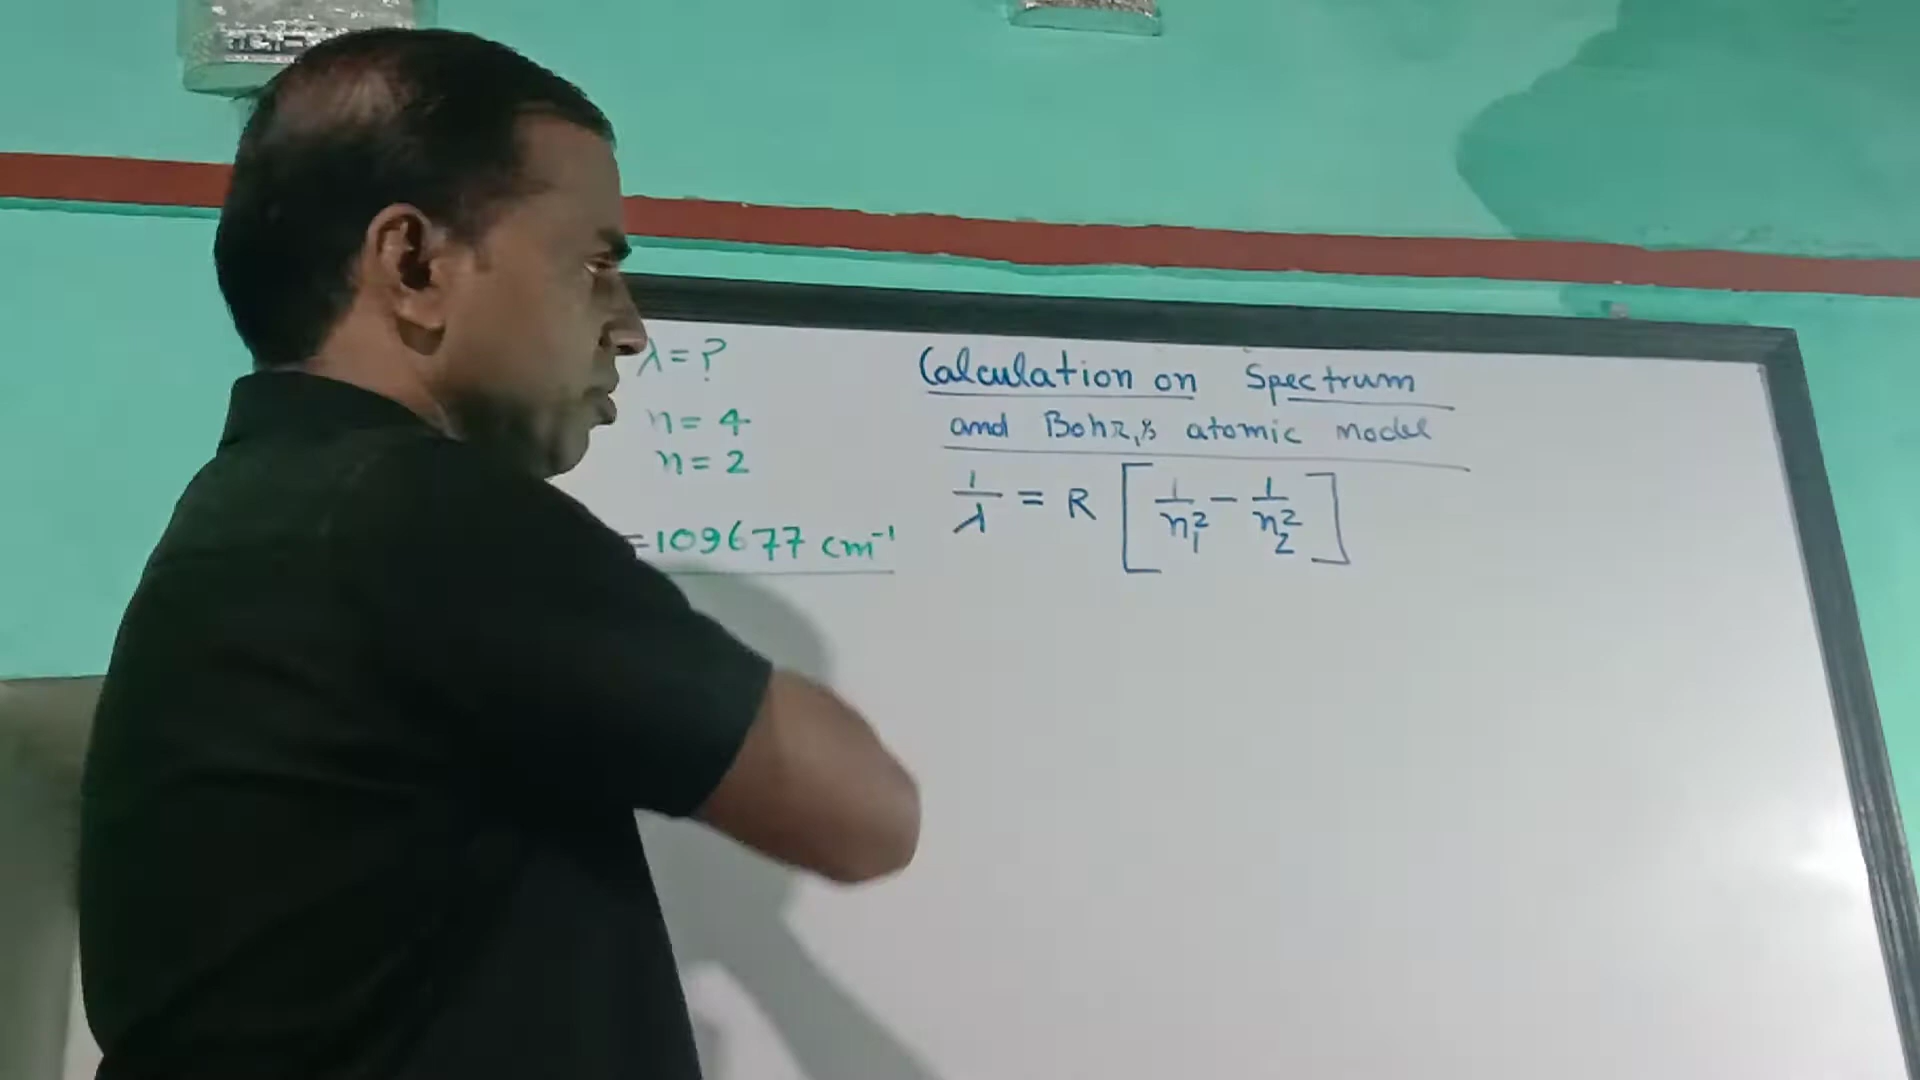 λ = ?
n = 4
n = 2
= 109677 cm⁻¹
Calculation on Spectrum
and Bohr,s atomic model
1/λ = R [ 1/n₁² − 1/n₂² ]